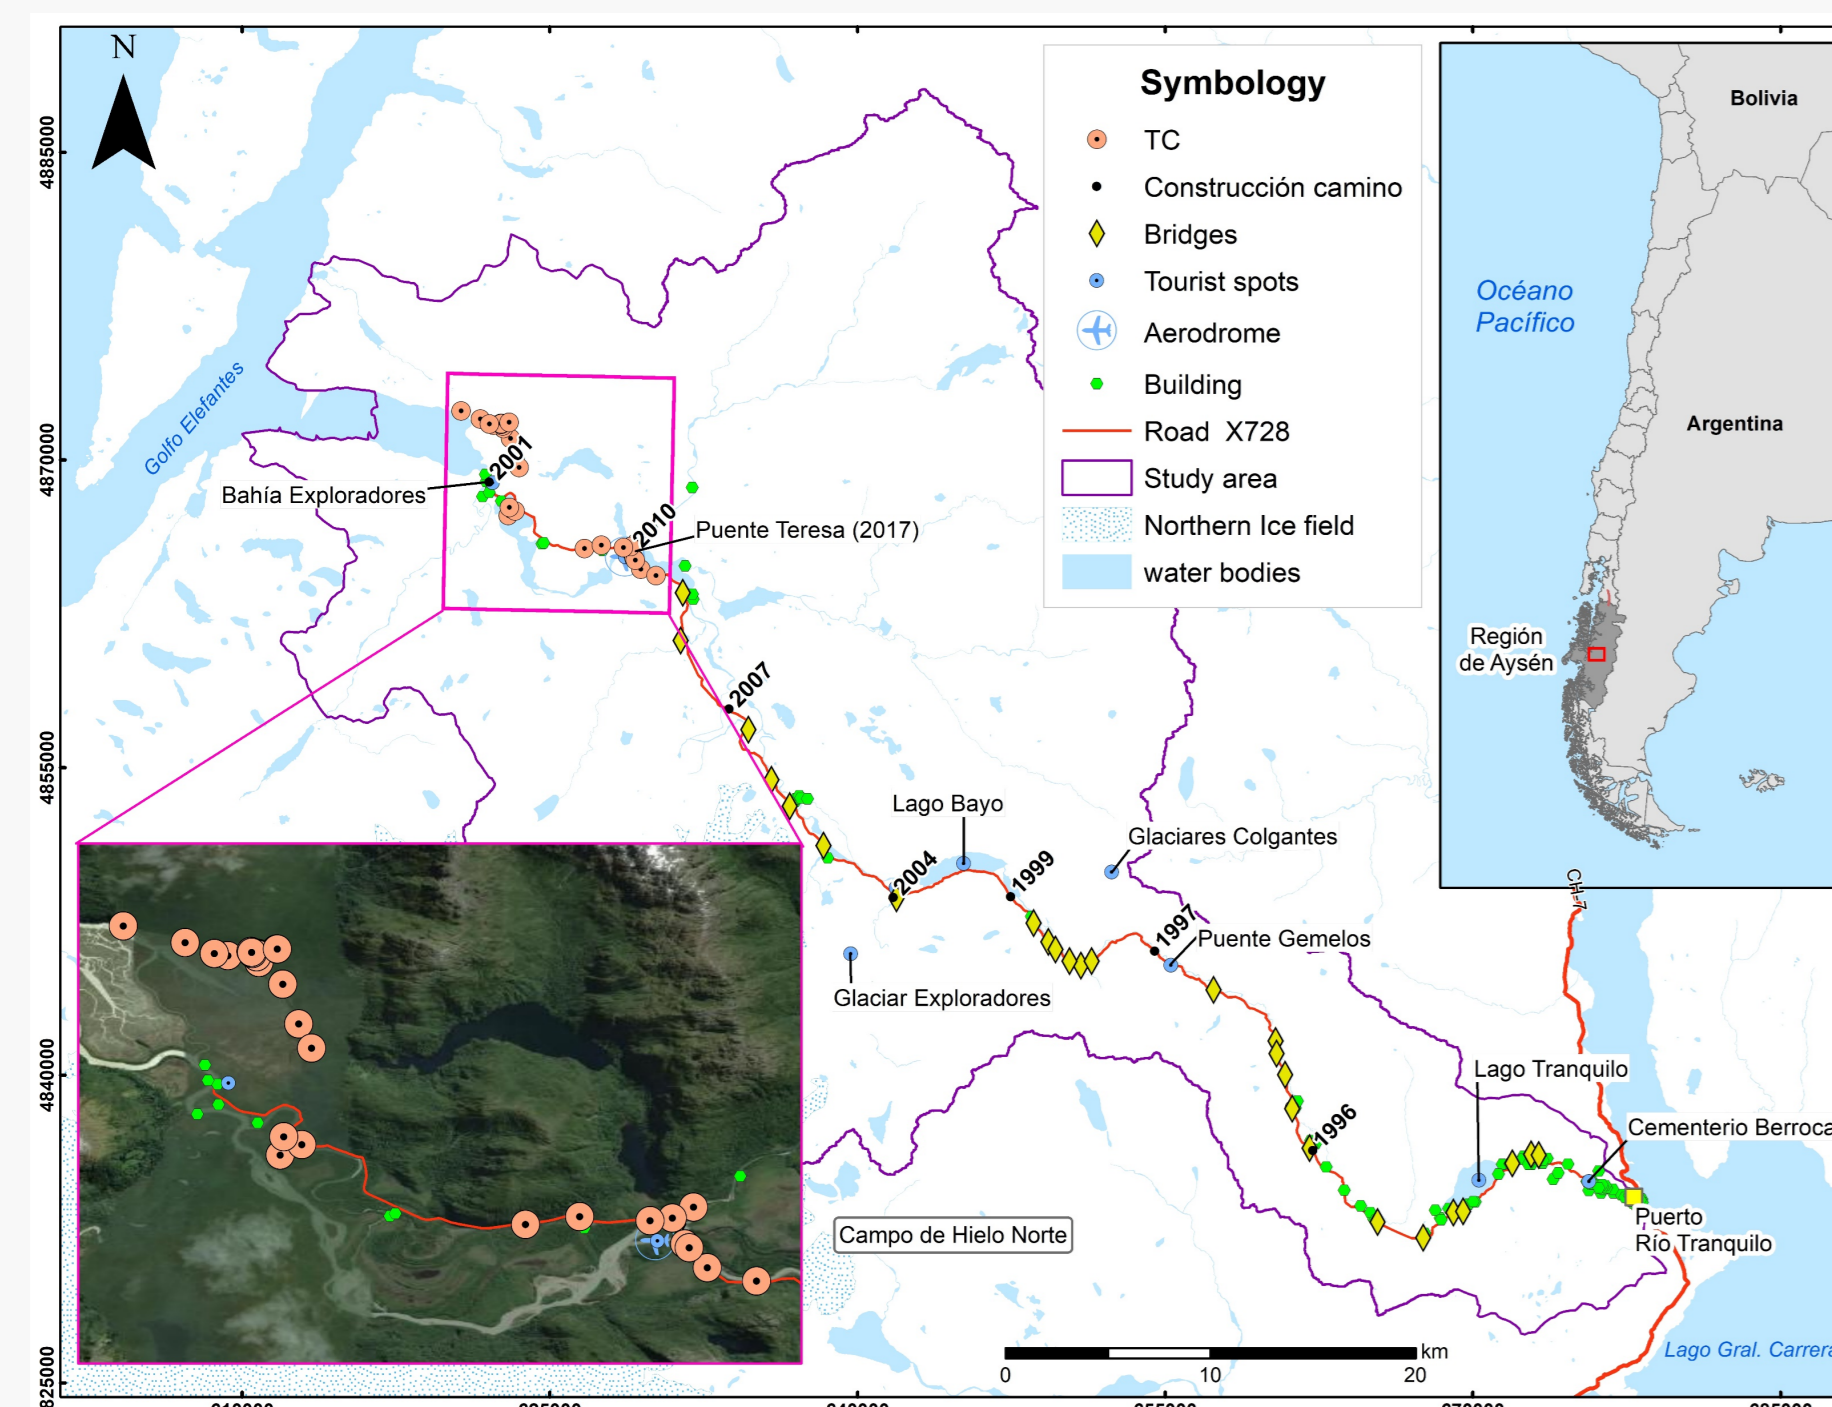 N
4885000
4870000
4855000
4840000
Golfo Elefantes
Bahía Exploradores
2001
2010
Puente Teresa (2017)
2007
Lago Bayo
2004
1999
Glaciares Colgantes
1997
Puente Gemelos
Glaciar Exploradores
1996
Lago Tranquilo
Cementerio Berroca
Puerto
Río Tranquilo
Campo de Hielo Norte
Lago Gral. Carrera
CH-7
0 10 20 km
Symbology
TC
Construcción camino
Bridges
Tourist spots
Aerodrome
Building
Road X728
Study area
Northern Ice field
water bodies
Bolivia
Océano
Pacífico
Argentina
Región
de Aysén